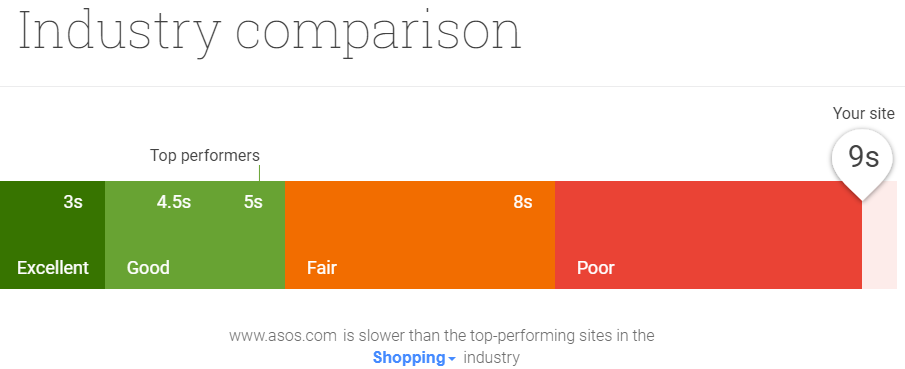 Industry comparison
Your site
9s
Top performers
3s 4.5s 5s 8s
Excellent Good Fair Poor
www.asos.com is slower than the top-performing sites in the
Shopping industry